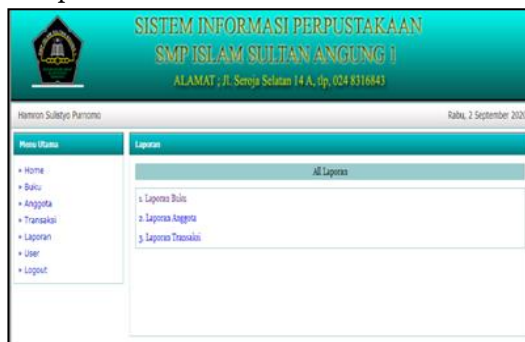 SISTEM INFORMASI PERPUSTAKAAN
SMP ISLAM SULTAN ANGUNG 1
ALAMAT ; Jl. Seroja Selatan 14 A, tlp, 024 8316843
Hamron Sulistyo Purnomo
Rabu, 2 September 2020
Menu Utama
» Home
» Buku
» Anggota
» Transaksi
» Laporan
» User
» Logout
Laporan
All Laporan
1. Laporan Buku
2. Laporan Anggota
3. Laporan Transaksi